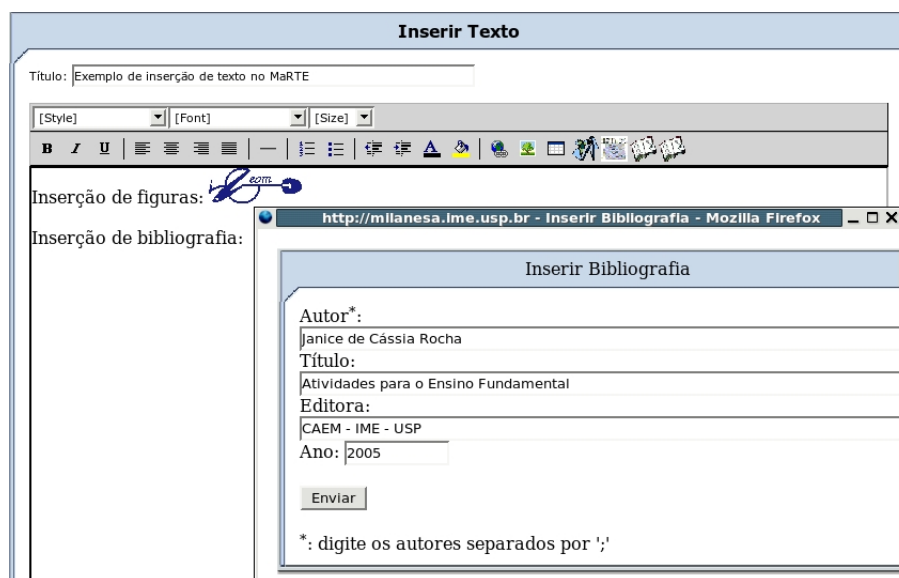 Inserir Texto
Título: Exemplo de inserção de texto no MaRTE
[Style] [Font] [Size]
B I U A
Inserção de figuras: eom
http://milanesa.ime.usp.br - Inserir Bibliografia - Mozilla Firefox
Inserção de bibliografia:
Inserir Bibliografia
Autor*:
Janice de Cássia Rocha
Título:
Atividades para o Ensino Fundamental
Editora:
CAEM - IME - USP
Ano: 2005
Enviar
*: digite os autores separados por ';'